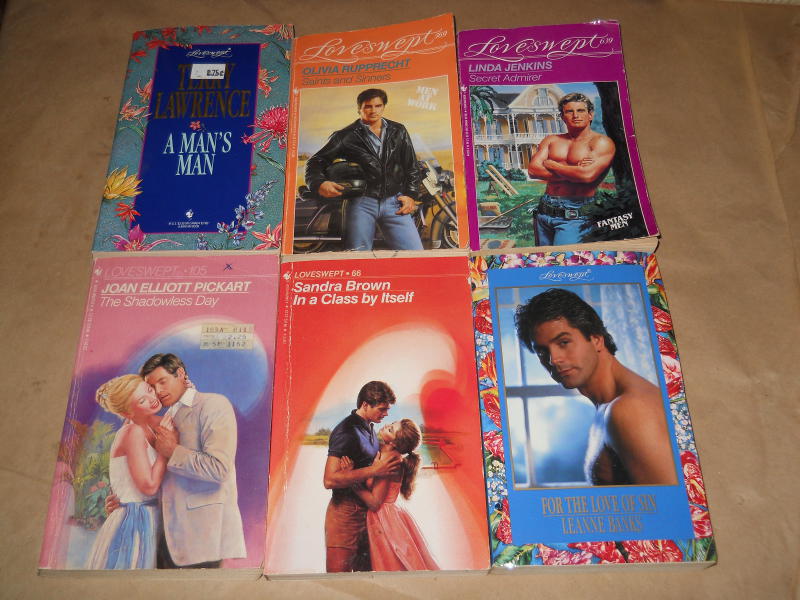 Loveswept
TERRY
LAWRENCE
A MAN'S
MAN
Loveswept
OLIVIA RUPPRECHT
Saints and Sinners
MEN
AT
WORK
Loveswept 639
LINDA JENKINS
Secret Admirer
FANTASY
MEN
LOVESWEPT • 105
JOAN ELLIOTT PICKART
The Shadowless Day
LOVESWEPT • 66
Sandra Brown
In a Class by Itself
Loveswept
FOR THE LOVE OF SIN
LEANNE BANKS